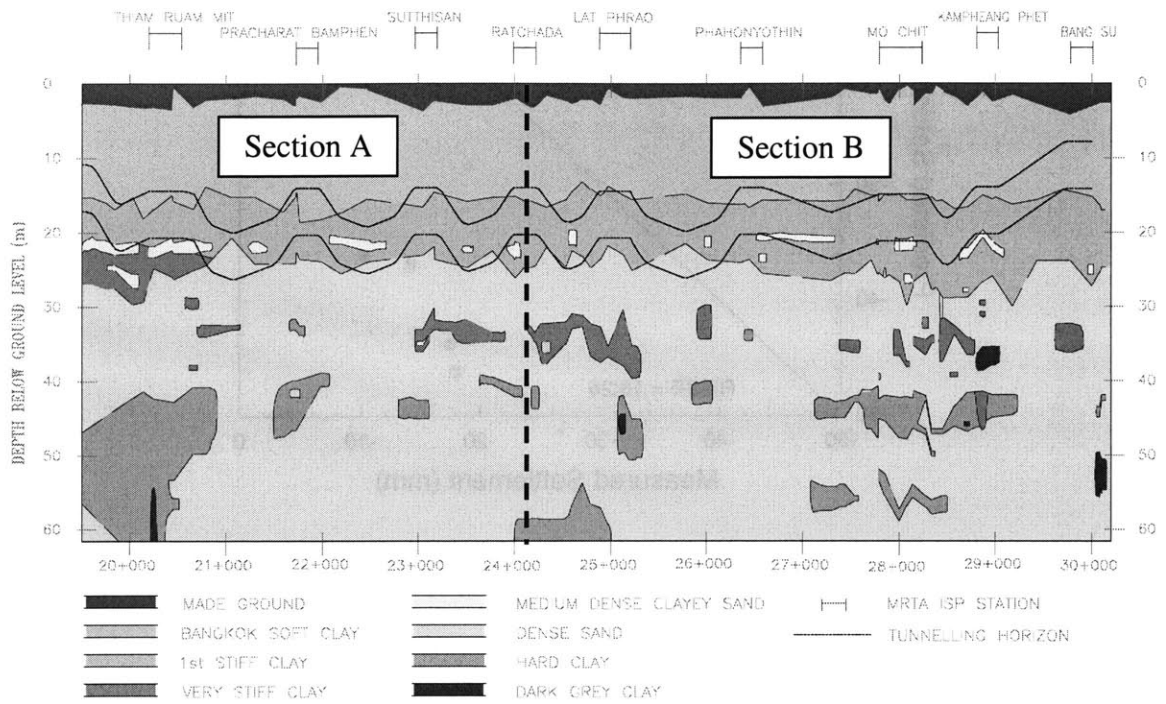 THIAM RUAM MIT
PRACHARAT BAMPHEN
SUTTHISAN
RATCHADA
LAT PHRAO
PHAHONYOTHIN
MO CHIT
KAMPHEANG PHET
BANG SU
0
10
20
30
40
50
60
DEPTH BELOW GROUND LEVEL (m)
Section A
Section B
0
10
20
30
40
50
60
Measured Settlement (mm)
20+000 21+000 22+000 23+000 24+000 25+000 26+000 27+000 28+000 29+000 30+000
MADE GROUND
BANGKOK SOFT CLAY
1st STIFF CLAY
VERY STIFF CLAY
MEDIUM DENSE CLAYEY SAND
DENSE SAND
HARD CLAY
DARK GREY CLAY
MRTA ISP STATION
TUNNELLING HORIZON